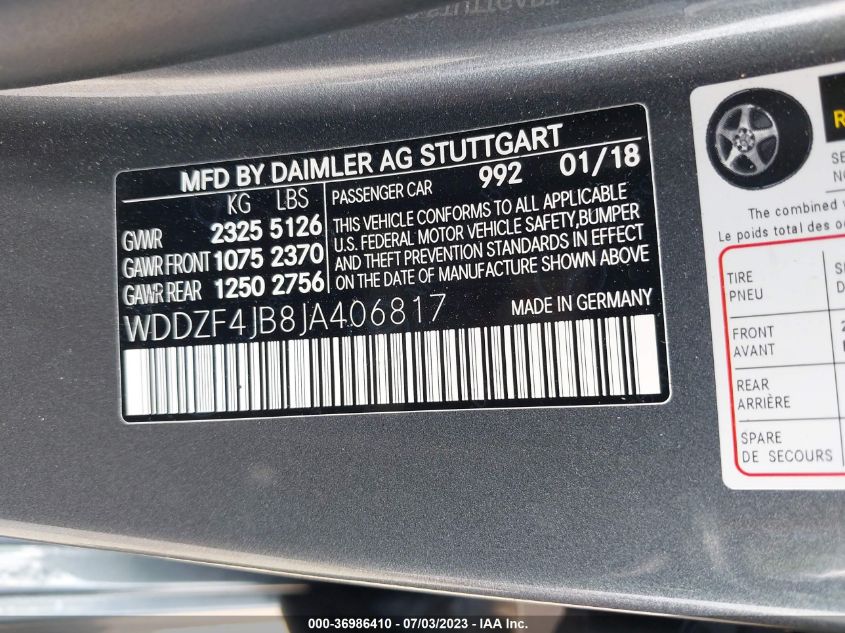 MFD BY DAIMLER AG STUTTGART
KG LBS
GVWR 2325 5126
GAWR FRONT 1075 2370
GAWR REAR 1250 2756
PASSENGER CAR 992 01/18
THIS VEHICLE CONFORMS TO ALL APPLICABLE
U.S. FEDERAL MOTOR VEHICLE SAFETY, BUMPER
AND THEFT PREVENTION STANDARDS IN EFFECT
ON THE DATE OF MANUFACTURE SHOWN ABOVE
WDDZF4JB8JA406817
MADE IN GERMANY
The combined
Le poids total des
TIRE
PNEU
FRONT
AVANT
REAR
ARRIÈRE
SPARE
DE SECOURS
000-36986410 / 07/03/2023 - © IAA Inc.